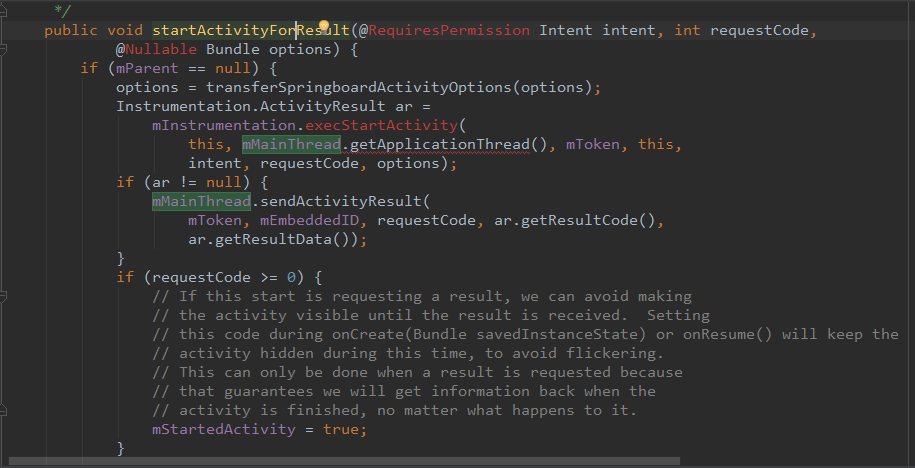 */
public void startActivityForResult(@RequiresPermission Intent intent, int requestCode,
@Nullable Bundle options) {
if (mParent == null) {
options = transferSpringboardActivityOptions(options);
Instrumentation.ActivityResult ar =
mInstrumentation.execStartActivity(
this, mMainThread.getApplicationThread(), mToken, this,
intent, requestCode, options);
if (ar != null) {
mMainThread.sendActivityResult(
mToken, mEmbeddedID, requestCode, ar.getResultCode(),
ar.getResultData());
}
if (requestCode >= 0) {
// If this start is requesting a result, we can avoid making
// the activity visible until the result is received.  Setting
// this code during onCreate(Bundle savedInstanceState) or onResume() will keep the
// activity hidden during this time, to avoid flickering.
// This can only be done when a result is requested because
// that guarantees we will get information back when the
// activity is finished, no matter what happens to it.
mStartedActivity = true;
}